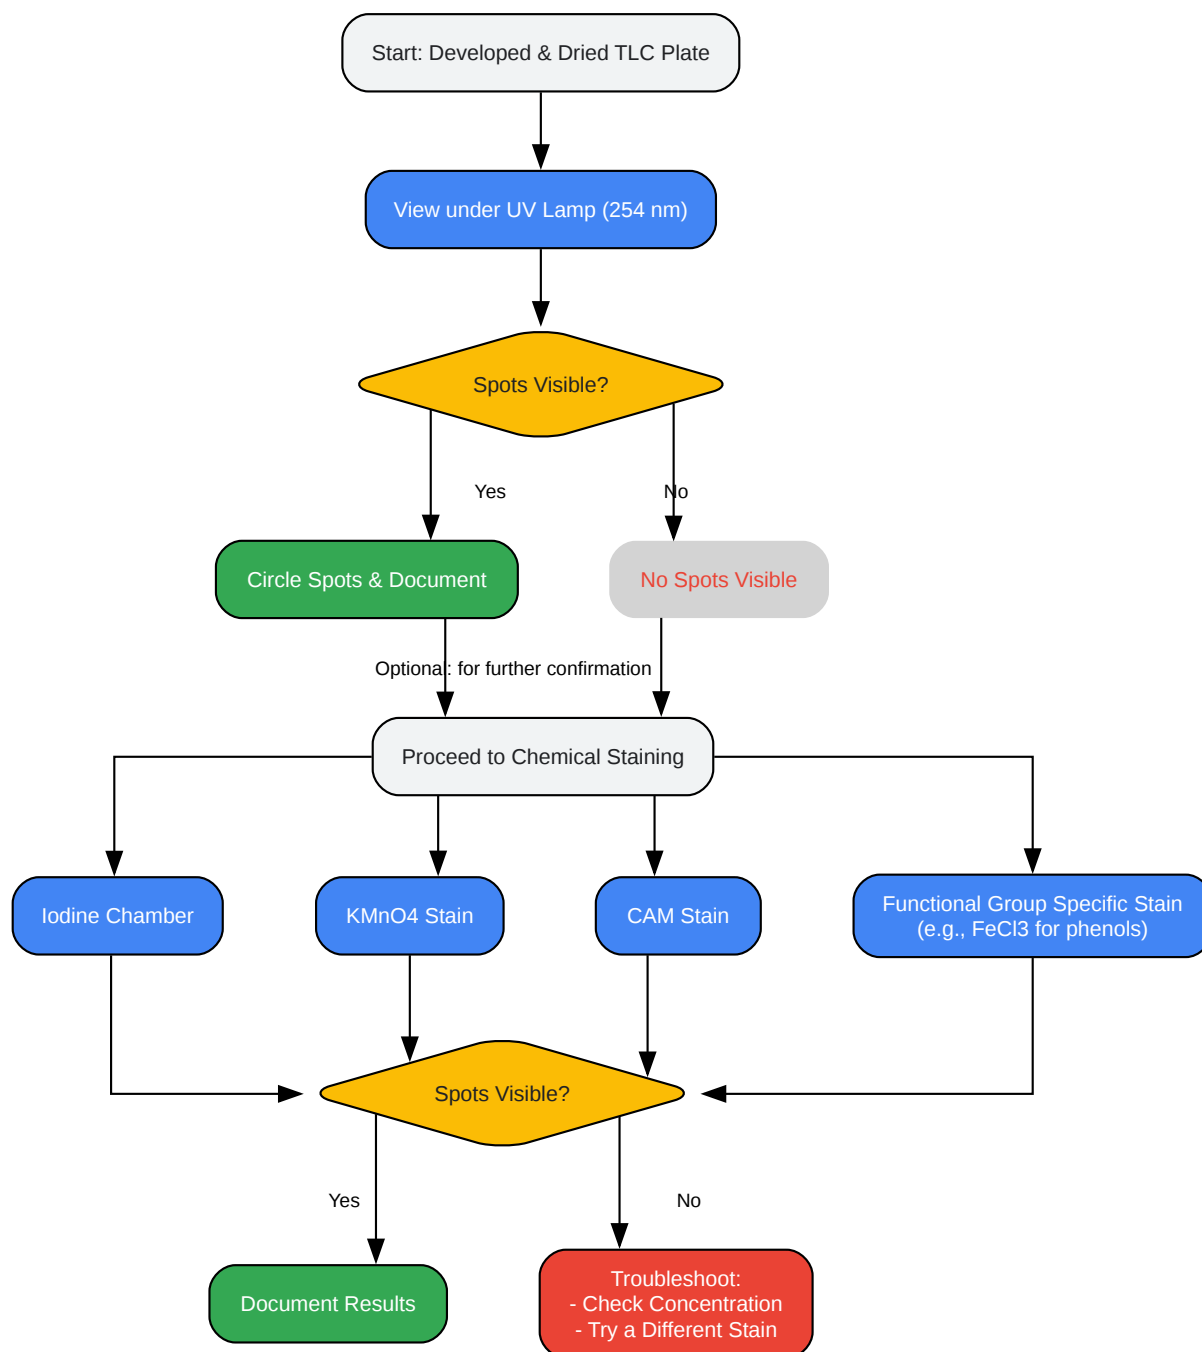 Start: Developed & Dried TLC Plate
View under UV Lamp (254 nm)
Spots Visible?
Yes
No
Circle Spots & Document
No Spots Visible
Optional: for further confirmation
Proceed to Chemical Staining
Iodine Chamber
KMnO4 Stain
CAM Stain
Functional Group Specific Stain
(e.g., FeCl3 for phenols)
Spots Visible?
Yes
No
Document Results
Troubleshoot:
- Check Concentration
- Try a Different Stain